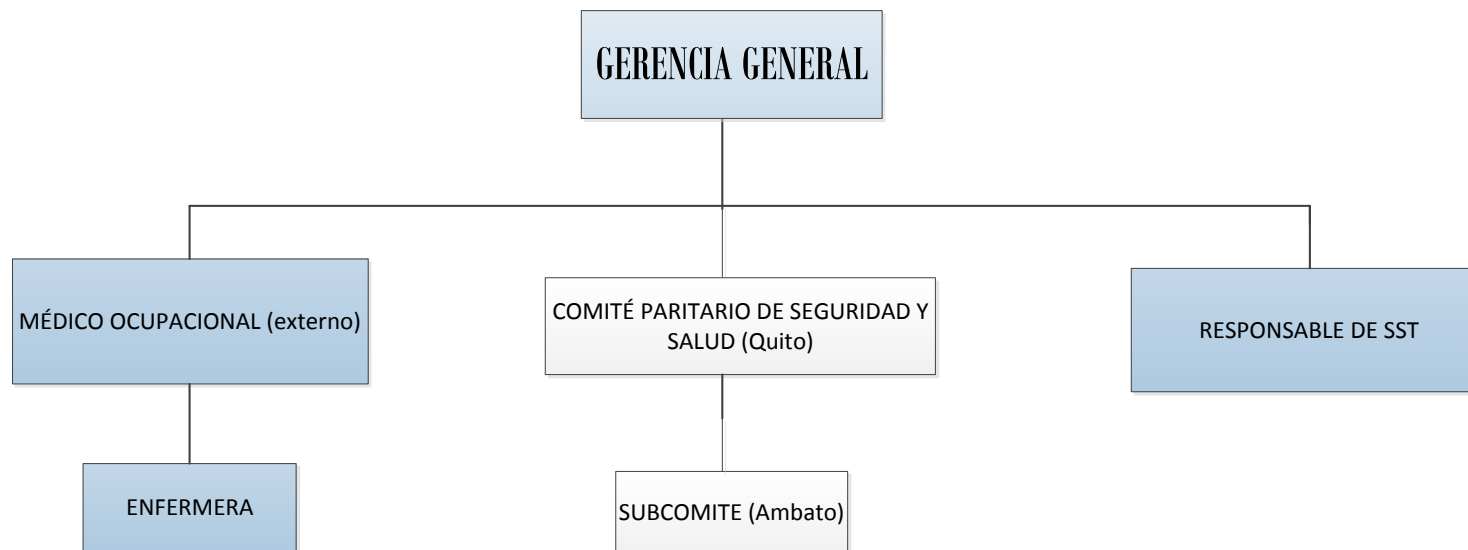 GERENCIA GENERAL
MÉDICO OCUPACIONAL (externo)
COMITÉ PARITARIO DE SEGURIDAD Y
SALUD (Quito)
RESPONSABLE DE SST
ENFERMERA
SUBCOMITE (Ambato)